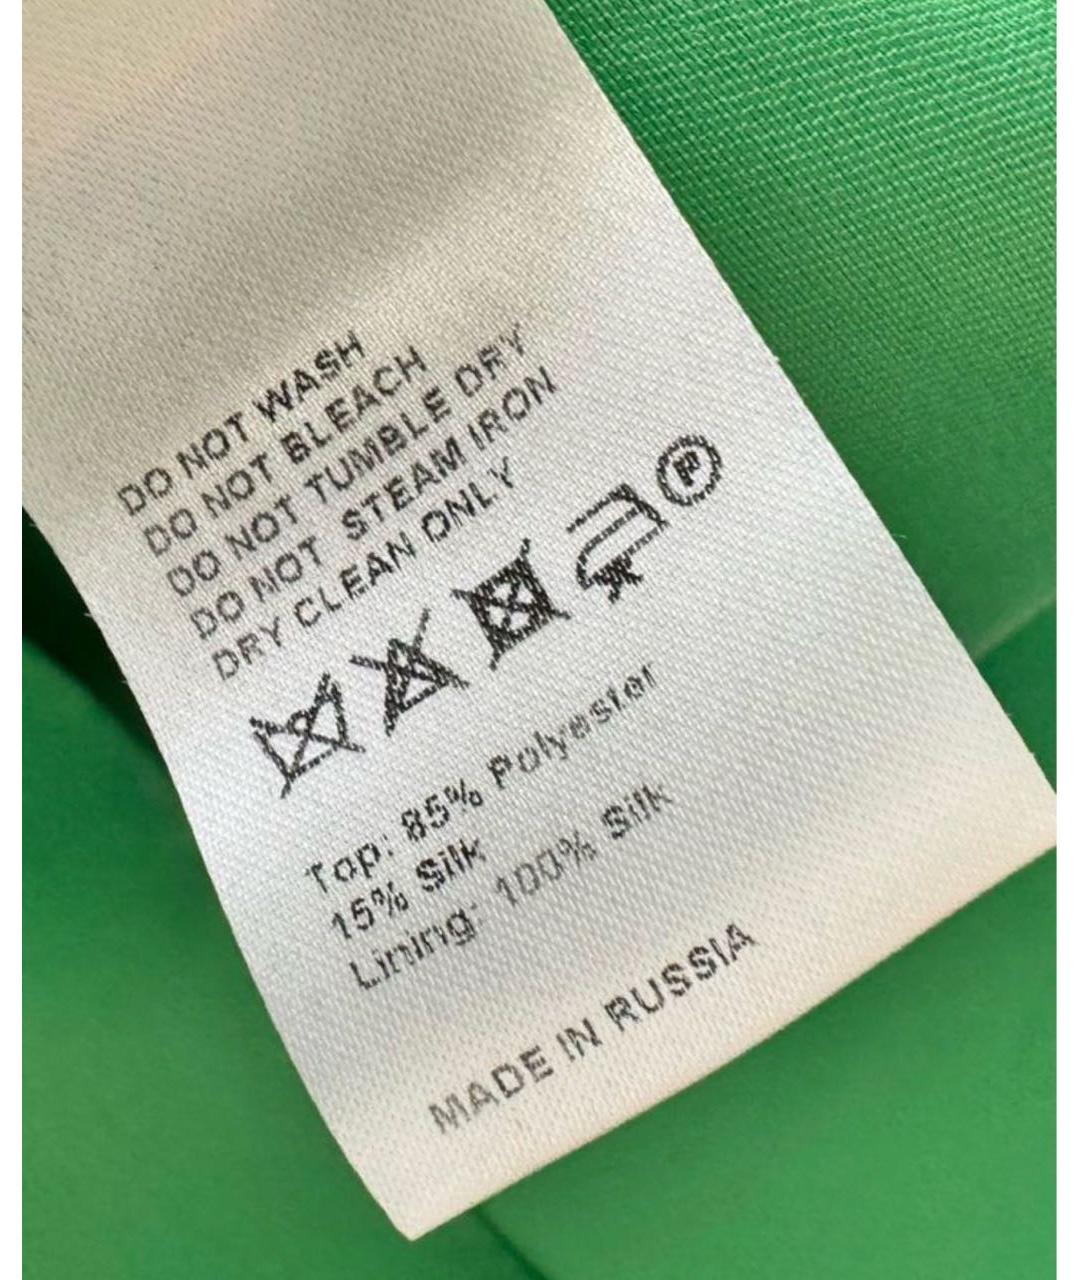 DO NOT WASH
DO NOT BLEACH
DO NOT TUMBLE DRY
DO NOT STEAM IRON
DRY CLEAN ONLY
P
Top: 85% Polyester
15% Silk
Lining: 100% Silk
MADE IN RUSSIA